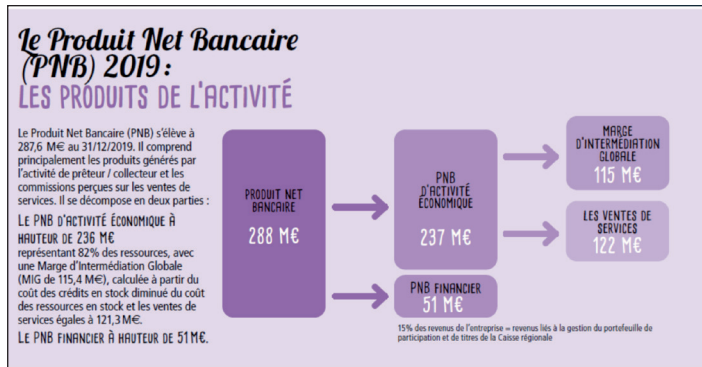 Le Produit Net Bancaire
(PNB) 2019 :
LES PRODUITS DE L'ACTIVITÉ
Le Produit Net Bancaire (PNB) s'élève à
287,6 M€ au 31/12/2019. Il comprend
principalement les produits générés par
l'activité de prêteur / collecteur et les
commissions perçues sur les ventes de
services. Il se décompose en deux parties :
LE PNB D'ACTIVITÉ ÉCONOMIQUE À
HAUTEUR DE 236 M€
représentant 82% des ressources, avec
une Marge d'Intermédiation Globale
(MIG de 115,4 M€), calculée à partir du
coût des crédits en stock diminué du coût
des ressources en stock et les ventes de
services égales à 121,3 M€.
LE PNB FINANCIER À HAUTEUR DE 51 M€.
PRODUIT NET
BANCAIRE
288 M€
PNB
D'ACTIVITÉ
ÉCONOMIQUE
237 M€
PNB FINANCIER
51 M€
MARGE
D'INTERMÉDIATION
GLOBALE
115 M€
LES VENTES DE
SERVICES
122 M€
15% des revenus de l'entreprise = revenus liés à la gestion du portefeuille de
participation et de titres de la Caisse régionale